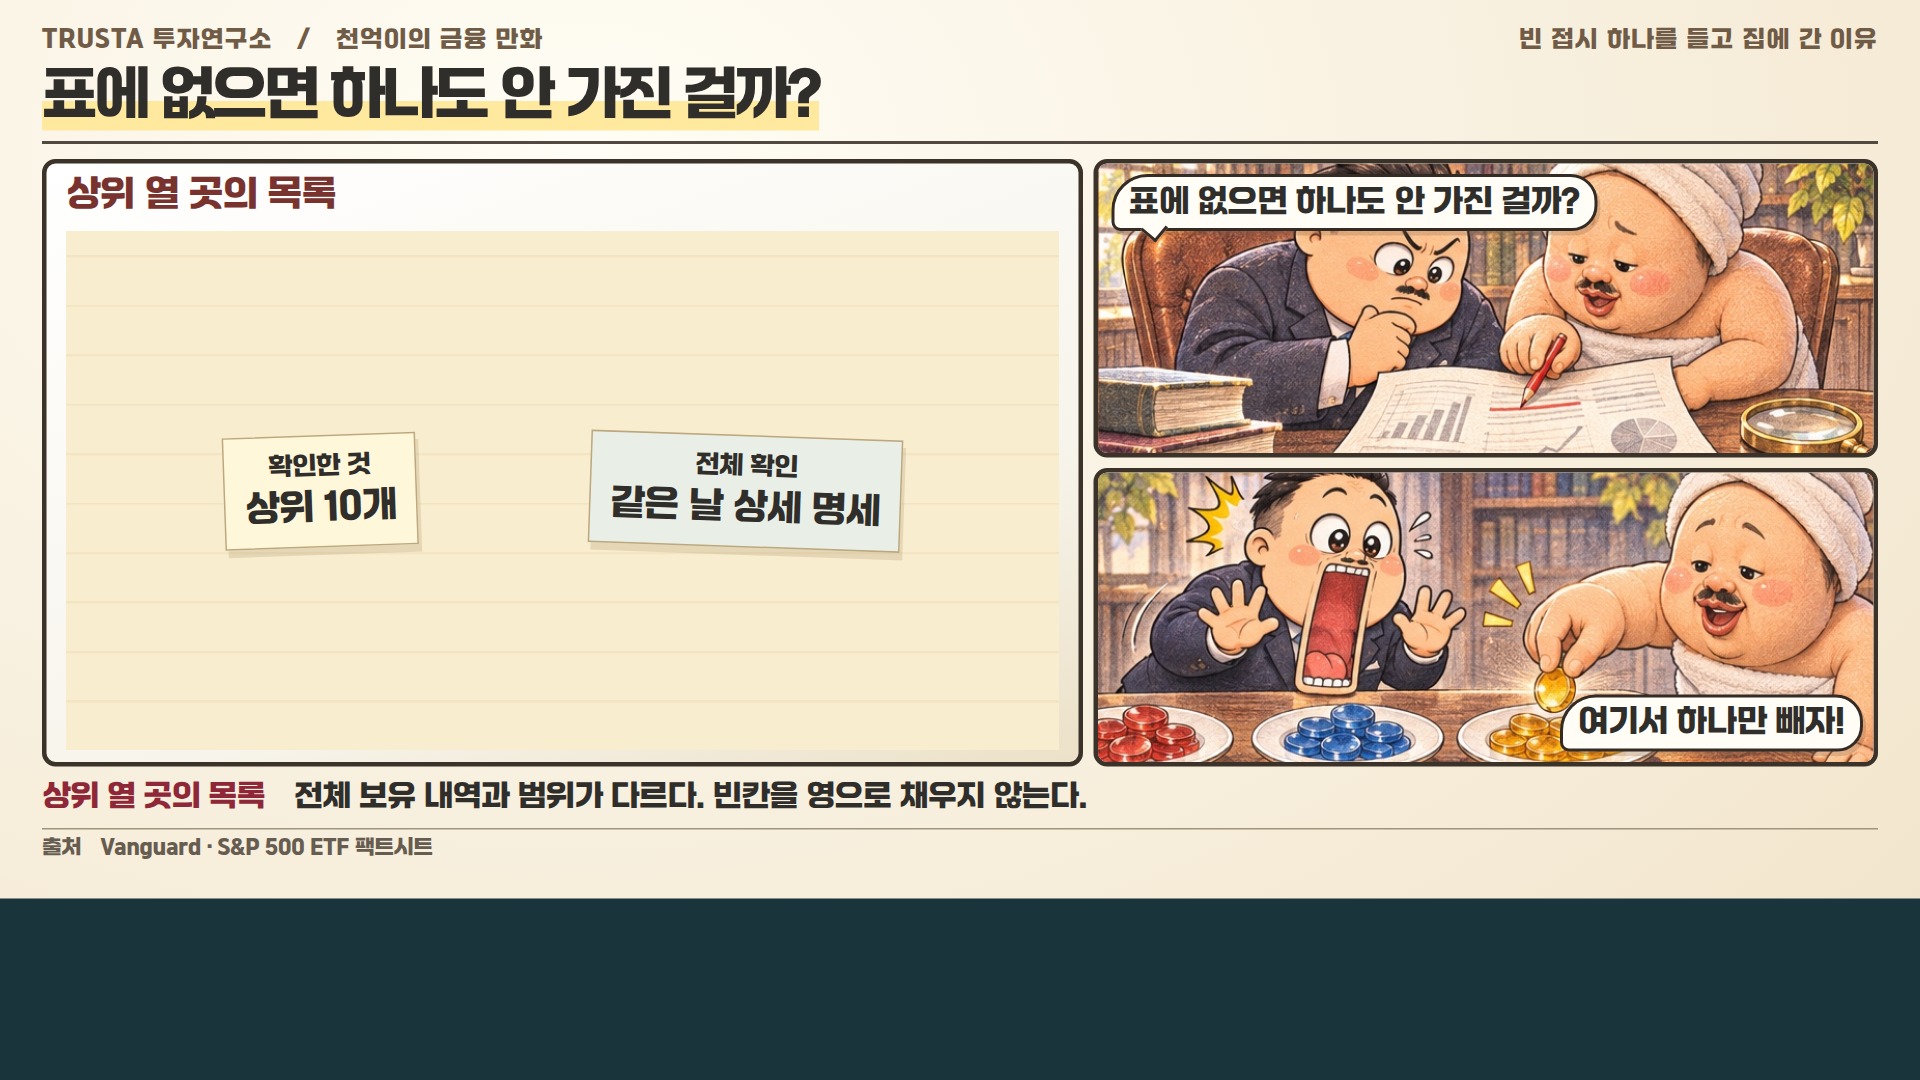 TRUSTA 투자연구소 / 천억이의 금융 만화
빈 접시 하나를 들고 집에 간 이유
표에 없으면 하나도 안 가진 걸까?
상위 열 곳의 목록
확인한 것
상위 10개
전체 확인
같은 날 상세 명세
표에 없으면 하나도 안 가진 걸까?
여기서 하나만 빼자!
상위 열 곳의 목록 전체 보유 내역과 범위가 다르다. 빈칸을 영으로 채우지 않는다.
출처 Vanguard · S&P 500 ETF 팩트시트